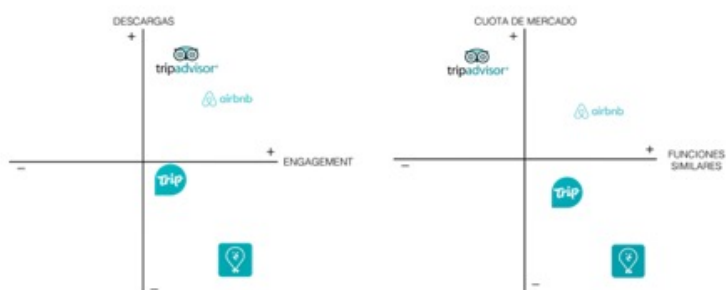 DESCARGAS
+
tripadvisor®
airbnb
+
ENGAGEMENT
−
trip
−
CUOTA DE MERCADO
+
tripadvisor®
airbnb
+
FUNCIONES
SIMILARES
−
trip
−